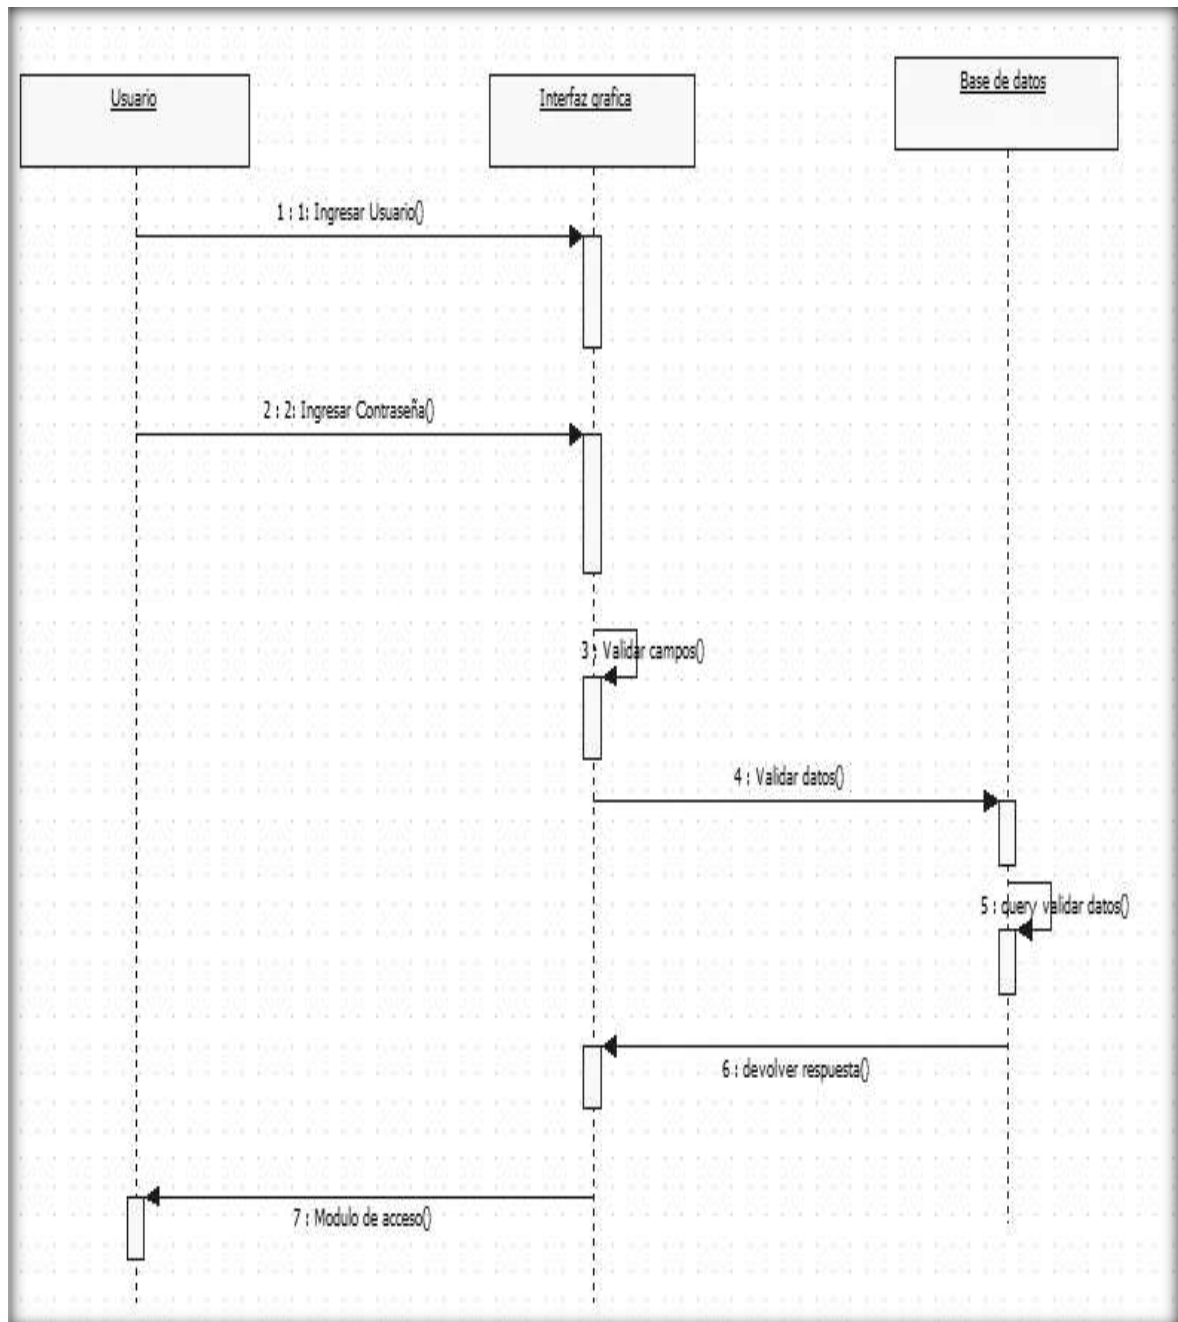 Usuario
Interfaz grafica
Base de datos
1 : 1: Ingresar Usuario()
2 : 2: Ingresar Contraseña()
3 : Validar campos()
4 : Validar datos()
5 : query validar datos()
6 : devolver respuesta()
7 : Modulo de acceso()